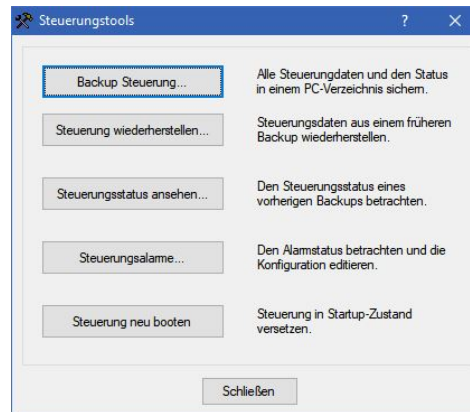 Steuerungstools
Backup Steuerung...
Alle Steuerungdaten und den Status
in einem PC-Verzeichnis sichern.
Steuerung wiederherstellen...
Steuerungsdaten aus einem früheren
Backup wiederherstellen.
Steuerungsstatus ansehen...
Den Steuerungsstatus eines
vorherigen Backups betrachten.
Steuerungsalarme...
Den Alarmstatus betrachten und die
Konfiguration editieren.
Steuerung neu booten
Steuerung in Startup-Zustand
versetzen.
Schließen